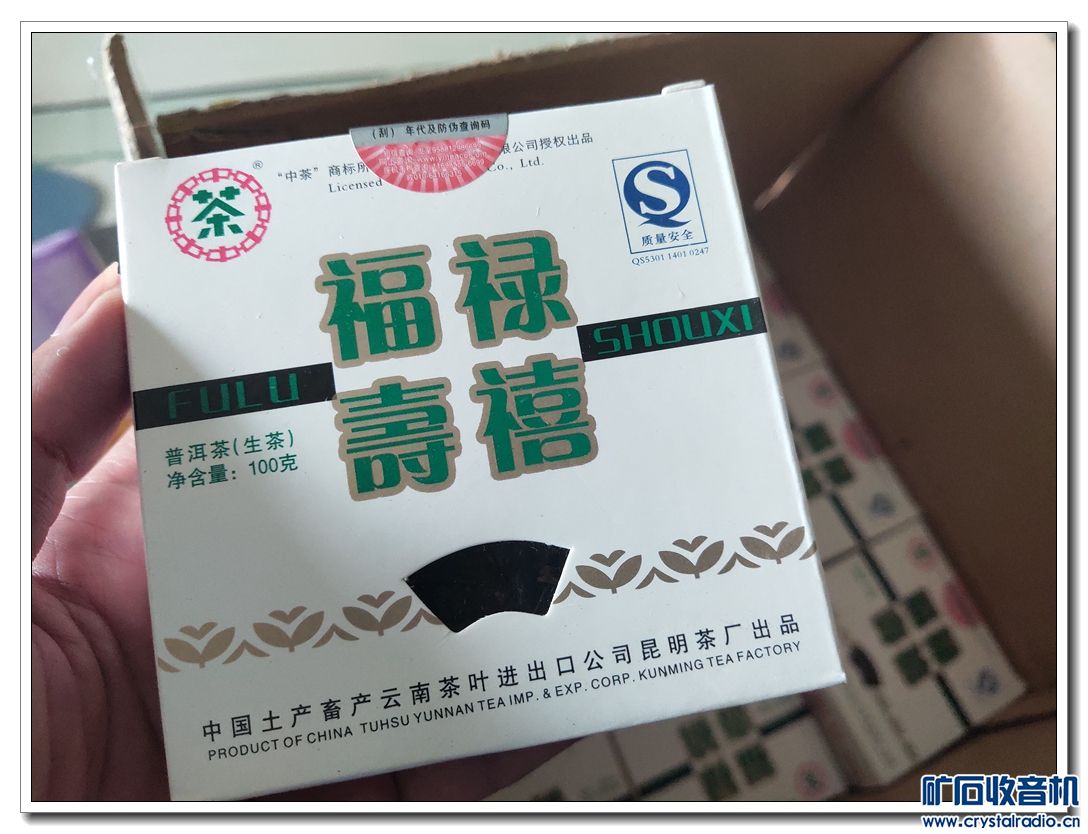 (刮) 年代及防伪查询码
茶
®
"中茶"商标所
限公司授权出品
Licensed
Co., Ltd.
S
质量安全
QS5301 1401 0247
福禄
寿禧
FULU
SHOUXI
普洱茶(生茶)
净含量：100克
中国土产畜产云南茶叶进出口公司昆明茶厂出品
PRODUCT OF CHINA TUHSU YUNNAN TEA IMP. & EXP. CORP. KUNMING TEA FACTORY
矿石收音机
www.crystalradio.cn